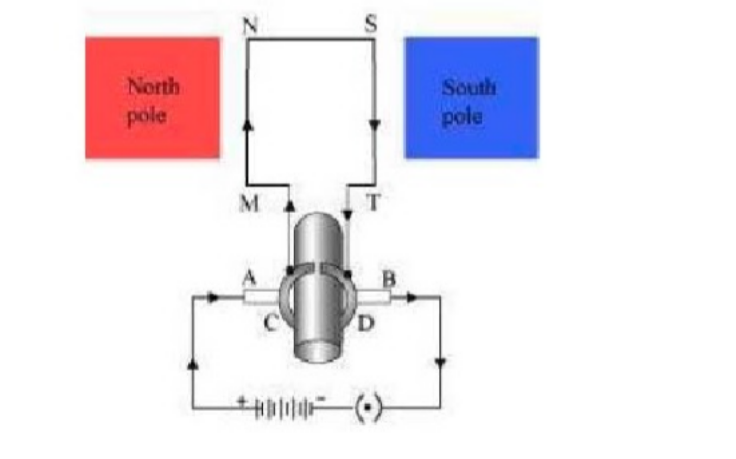 N S
North
pole
South
pole
M T
A B
C D
+ -